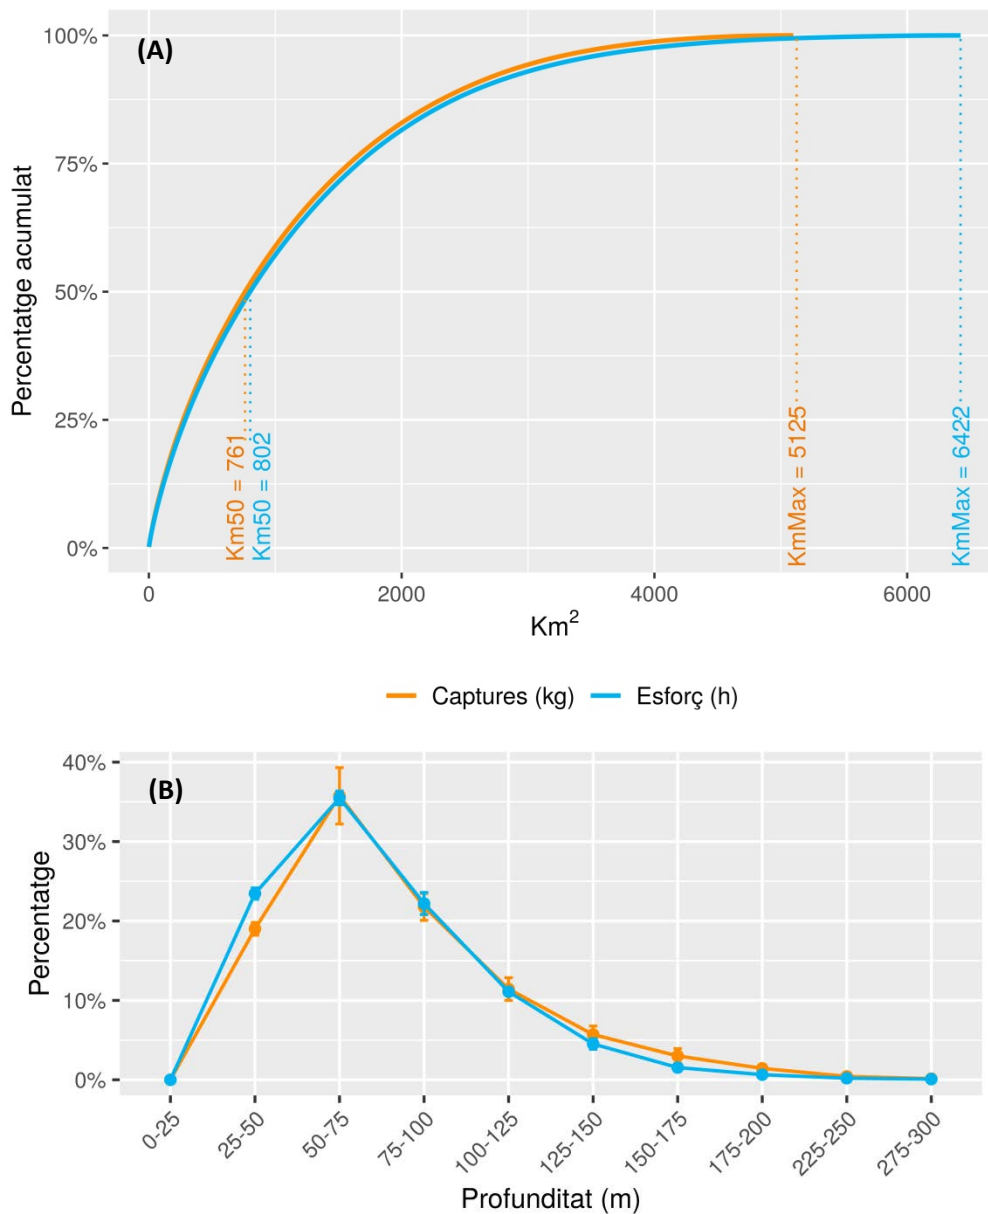 (A)
100%
75%
50%
25%
0%
Percentatge acumulat
Km50 = 761
Km50 = 802
KmMax = 5125
KmMax = 6422
0 2000 4000 6000
Km²
Captures (kg) Esforç (h)
(B)
40%
30%
20%
10%
0%
Percentatge
0-25 25-50 50-75 75-100 100-125 125-150 150-175 175-200 225-250 275-300
Profunditat (m)